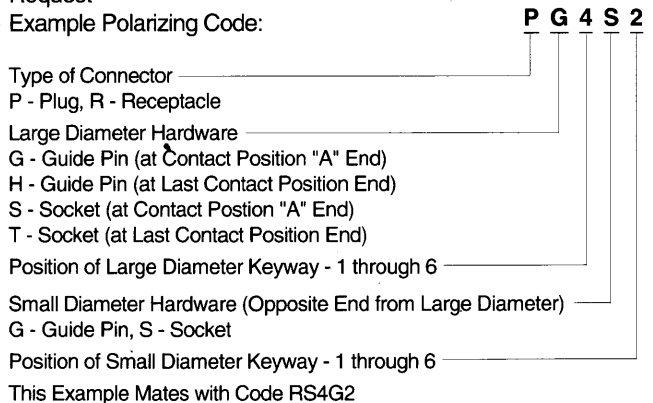 Request
Example Polarizing Code: P G 4 S 2
Type of Connector
P - Plug, R - Receptacle
Large Diameter Hardware
G - Guide Pin (at Contact Position "A" End)
H - Guide Pin (at Last Contact Position End)
S - Socket (at Contact Postion "A" End)
T - Socket (at Last Contact Position End)
Position of Large Diameter Keyway - 1 through 6
Small Diameter Hardware (Opposite End from Large Diameter)
G - Guide Pin, S - Socket
Position of Small Diameter Keyway - 1 through 6
This Example Mates with Code RS4G2